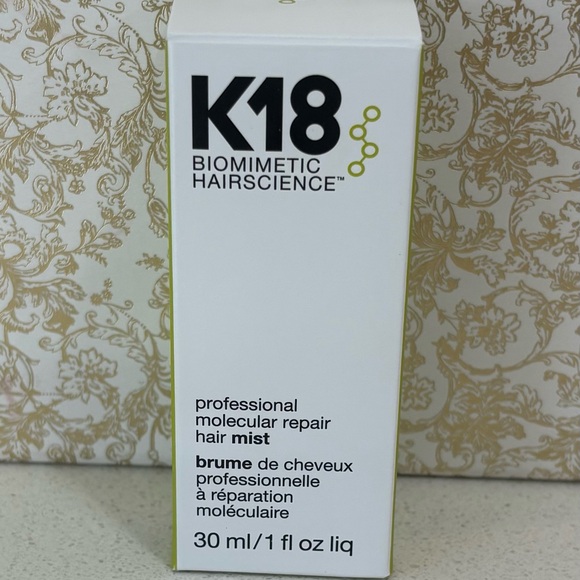 K18
BIOMIMETIC
HAIRSCIENCE™
professional
molecular repair
hair mist
brume de cheveux
professionnelle
à réparation
moléculaire
30 ml/1 fl oz liq